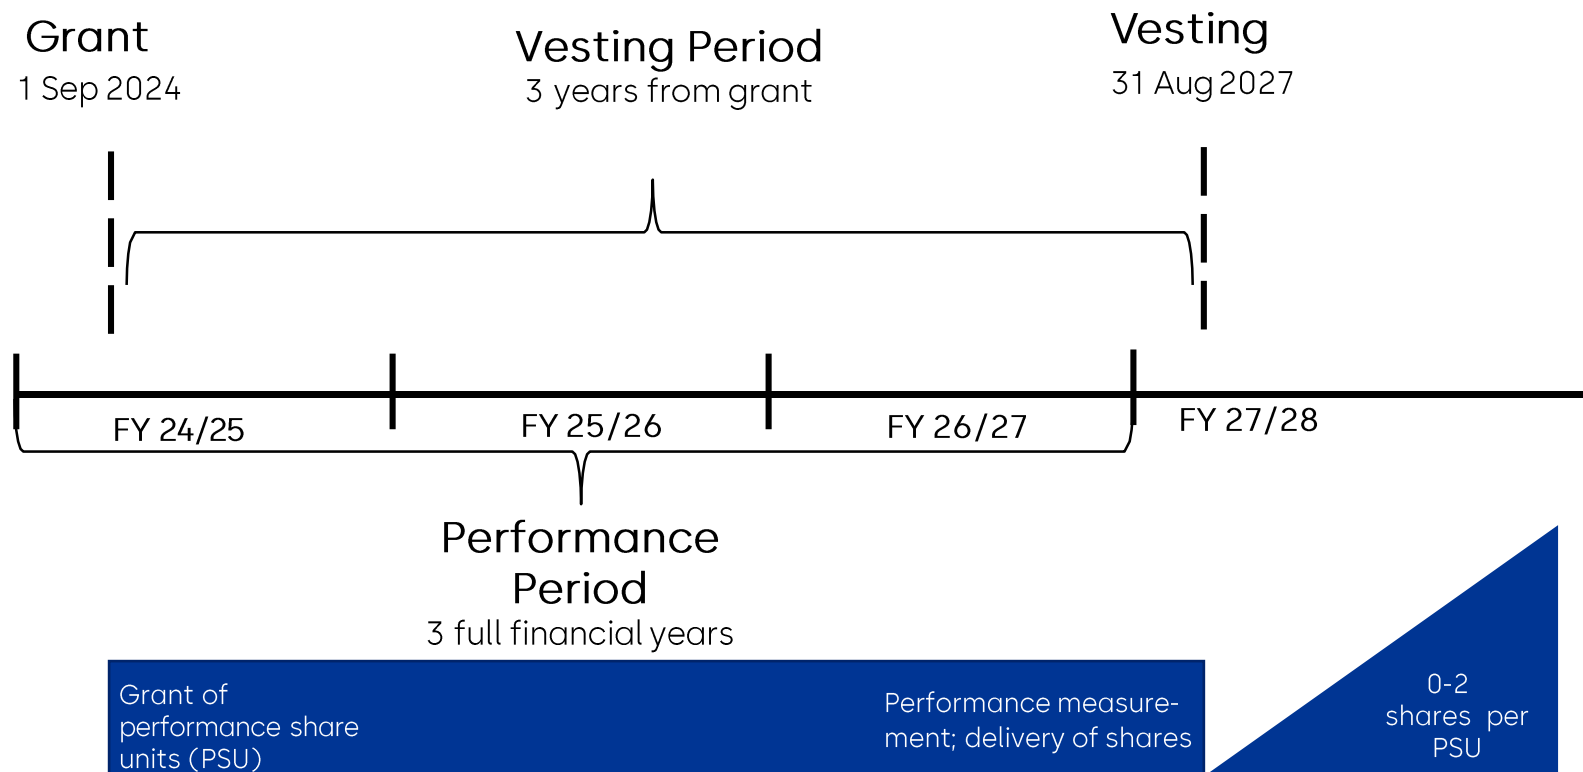 Grant
1 Sep 2024
Vesting Period
3 years from grant
Vesting
31 Aug 2027
FY 24/25
FY 25/26
FY 26/27
FY 27/28
Performance
Period
3 full financial years
Grant of
performance share
units (PSU)
Performance measure-
ment; delivery of shares
0-2
shares per
PSU